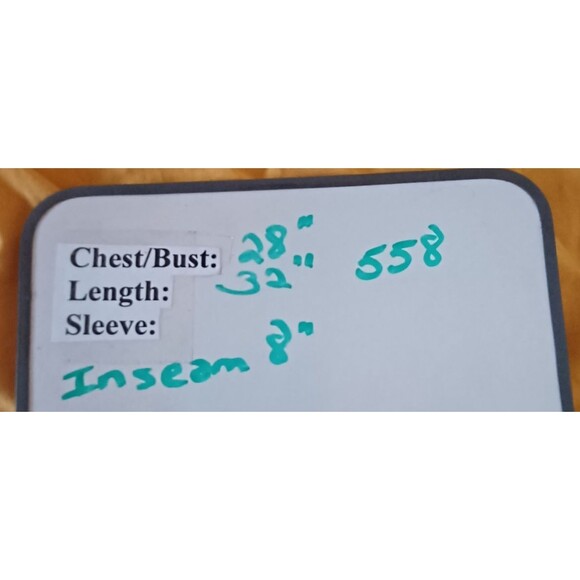 Chest/Bust: 28"
Length: 32" 558
Sleeve:
Inseam 8"